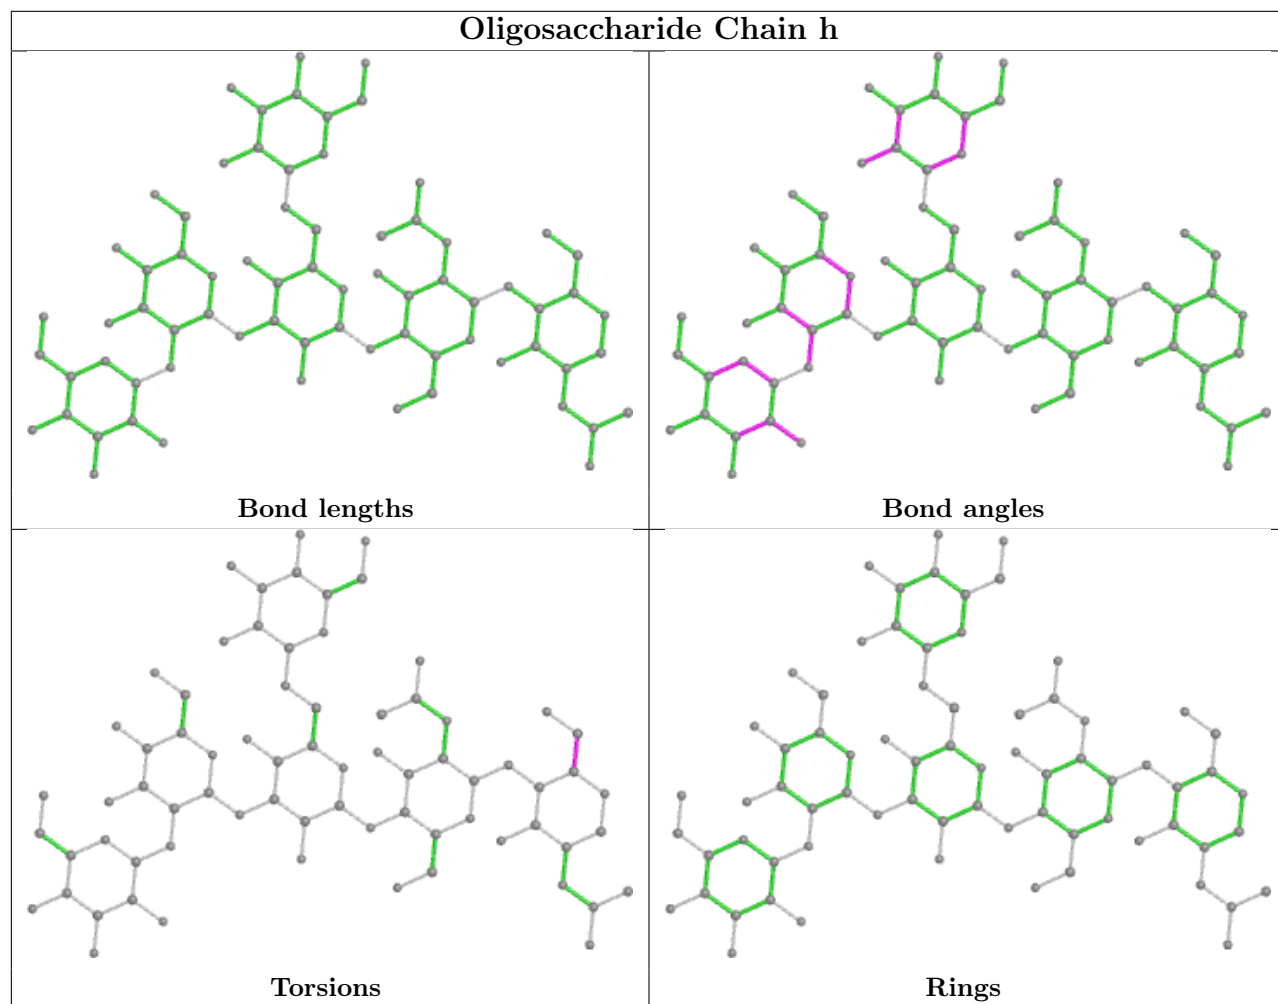 Oligosaccharide Chain h
Bond lengths
Bond angles
Torsions
Rings